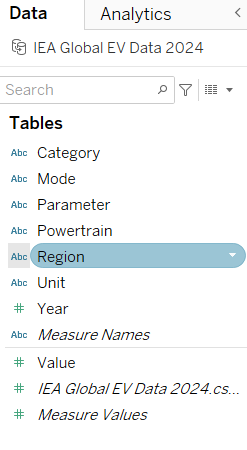 Data Analytics
IEA Global EV Data 2024
Search
Tables
Abc Category
Abc Mode
Abc Parameter
Abc Powertrain
Abc Region
Abc Unit
# Year
Abc Measure Names
# Value
# IEA Global EV Data 2024.cs...
# Measure Values